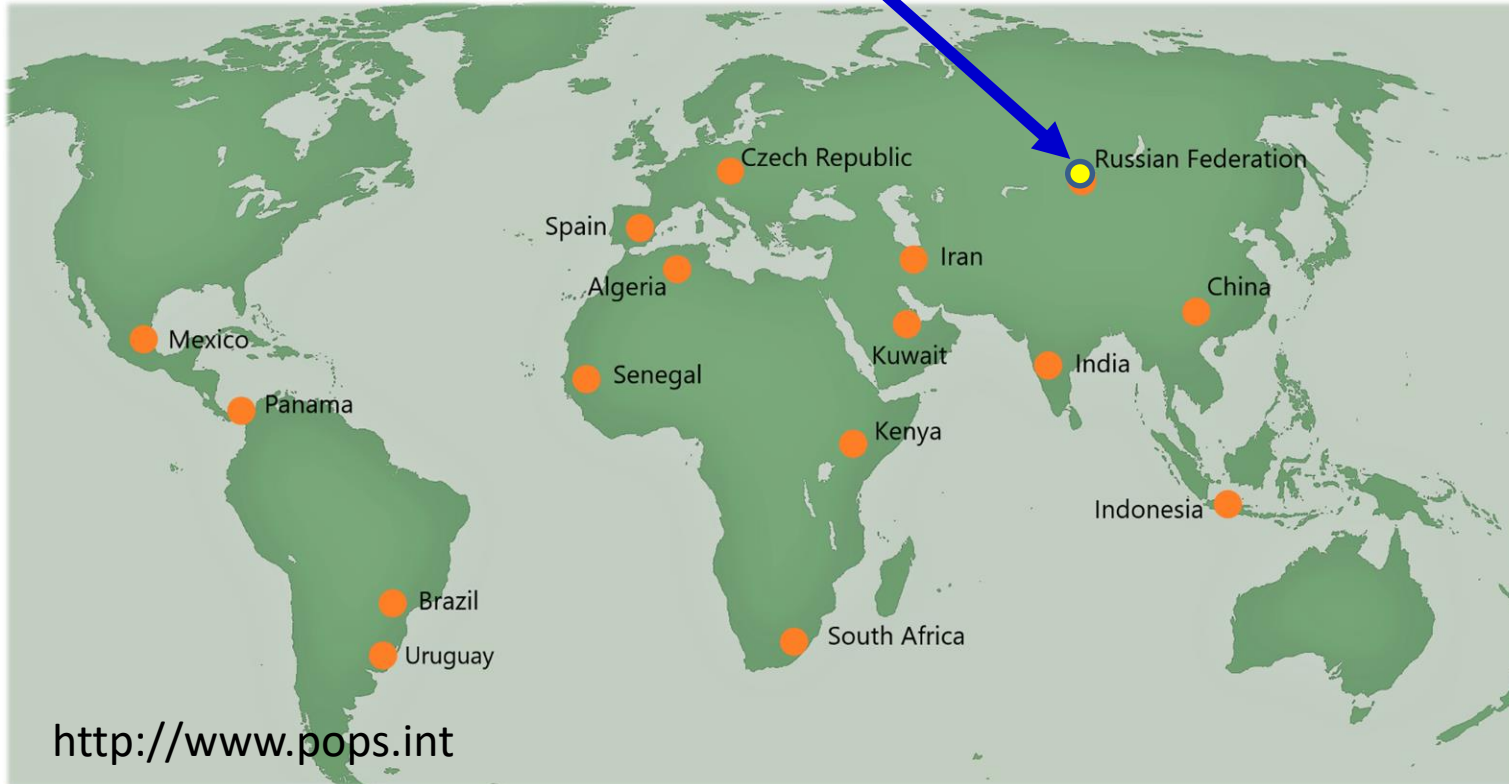 Czech Republic
Russian Federation
Spain
Iran
Algeria
China
Mexico
Kuwait
India
Senegal
Panama
Kenya
Indonesia
Brazil
South Africa
Uruguay
http://www.pops.int